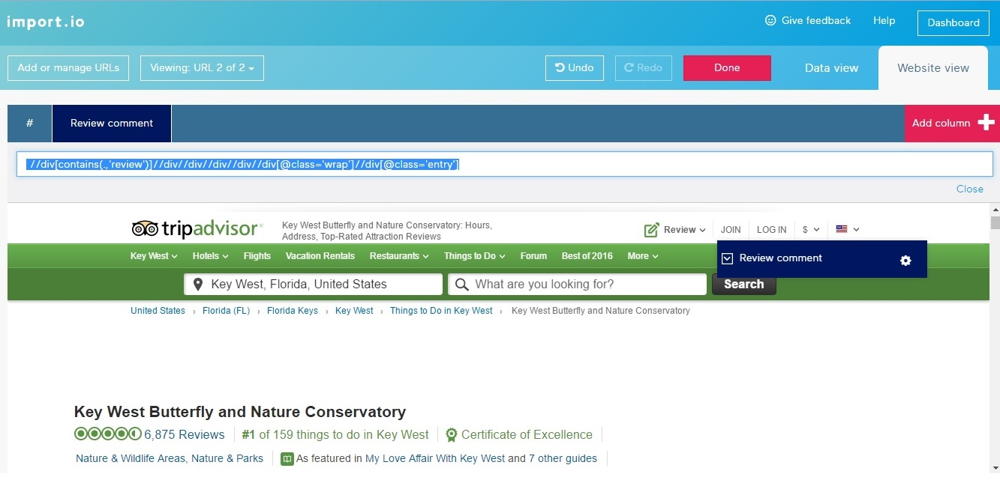 import.io Give feedback Help Dashboard
Add or manage URLs Viewing: URL 2 of 2 Undo Redo Done Data view Website view
# Review comment Add column
//div[contains(.,'review')]//div//div//div//div//div[@class='wrap']//div[@class='entry']
Close
tripadvisor® Key West Butterfly and Nature Conservatory: Hours,
Address, Top-Rated Attraction Reviews
Review JOIN LOG IN $
Key West Hotels Flights Vacation Rentals Restaurants Things to Do Forum Best of 2016 More
Review comment
Key West, Florida, United States What are you looking for? Search
United States › Florida (FL) › Florida Keys › Key West › Things to Do in Key West › Key West Butterfly and Nature Conservatory
Key West Butterfly and Nature Conservatory
6,875 Reviews #1 of 159 things to do in Key West Certificate of Excellence
Nature & Wildlife Areas, Nature & Parks As featured in My Love Affair With Key West and 7 other guides